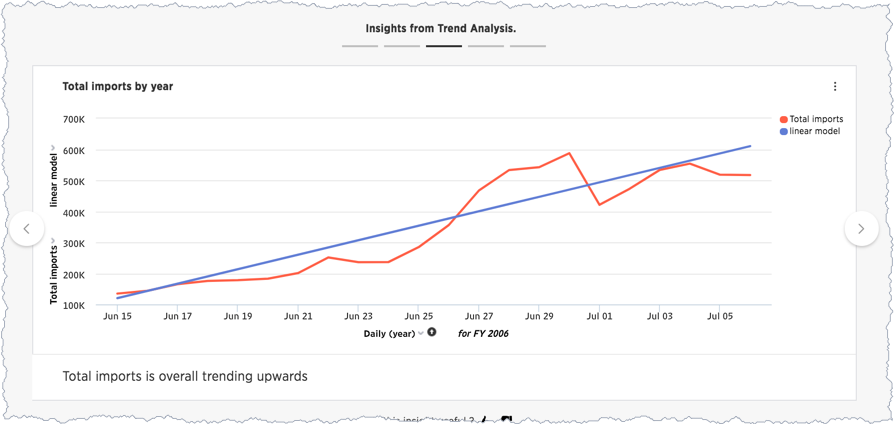 Insights from Trend Analysis.
Total imports by year
700K
600K
500K
400K
300K
200K
100K
linear model
Total imports
Total imports
linear model
Jun 15 Jun 17 Jun 19 Jun 21 Jun 23 Jun 25 Jun 27 Jun 29 Jul 01 Jul 03 Jul 05
Daily (year) for FY 2006
Total imports is overall trending upwards